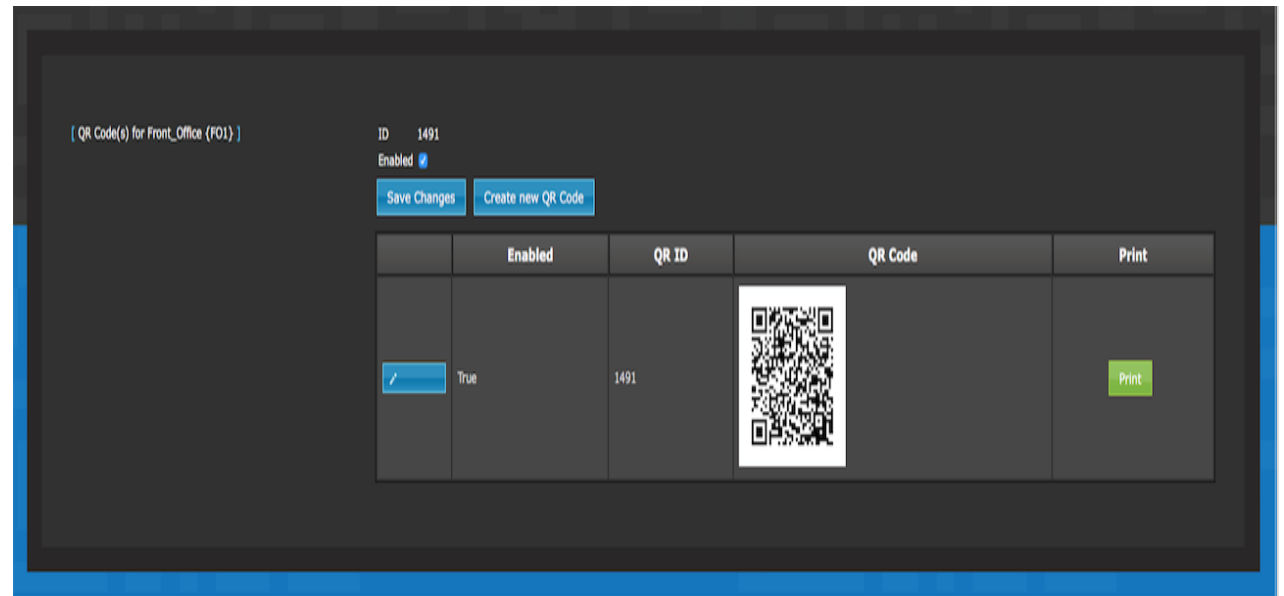 [ QR Code(s) for Front_Office {FO1} ]
ID 1491
Enabled
Save Changes Create new QR Code
Enabled QR ID QR Code Print
True 1491 Print